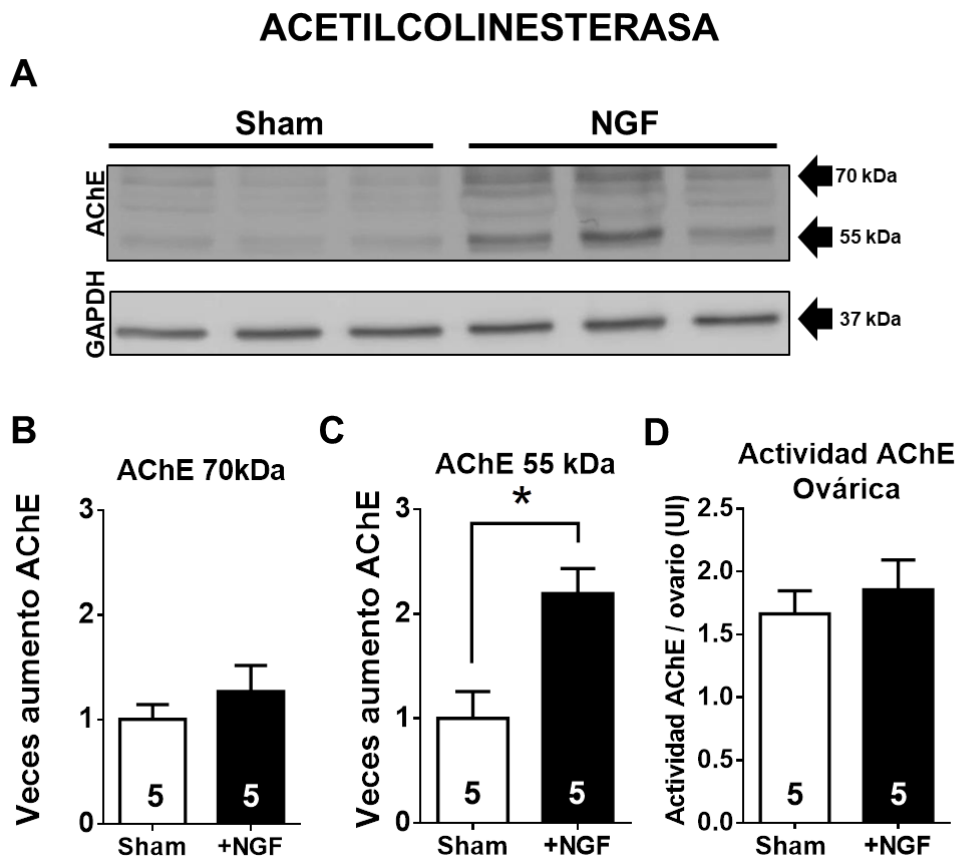 ACETILCOLINESTERASA
A
Sham NGF
AChE
70 kDa
55 kDa
GAPDH
37 kDa
B
AChE 70kDa
Veces aumento AChE
3
2
1
0
5 5
Sham +NGF
C
AChE 55 kDa
*
Veces aumento AChE
3
2
1
0
5 5
Sham +NGF
D
Actividad AChE
Ovárica
Actividad AChE / ovario (UI)
2.5
2.0
1.5
1.0
0.5
0.0
5 5
Sham +NGF